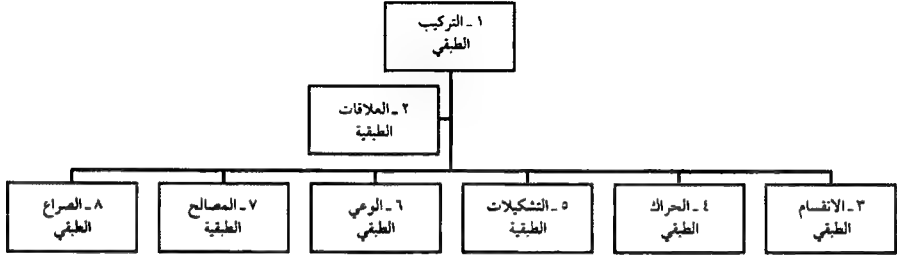 ١ ـ التركيب
الطبقي
٢ ـ العلاقات
الطبقية
٣ ـ الانقسام
الطبقي
٤ ـ الحراك
الطبقي
٥ ـ التشكيلات
الطبقية
٦ ـ الوعي
الطبقي
٧ ـ المصالح
الطبقية
٨ ـ الصراع
الطبقي